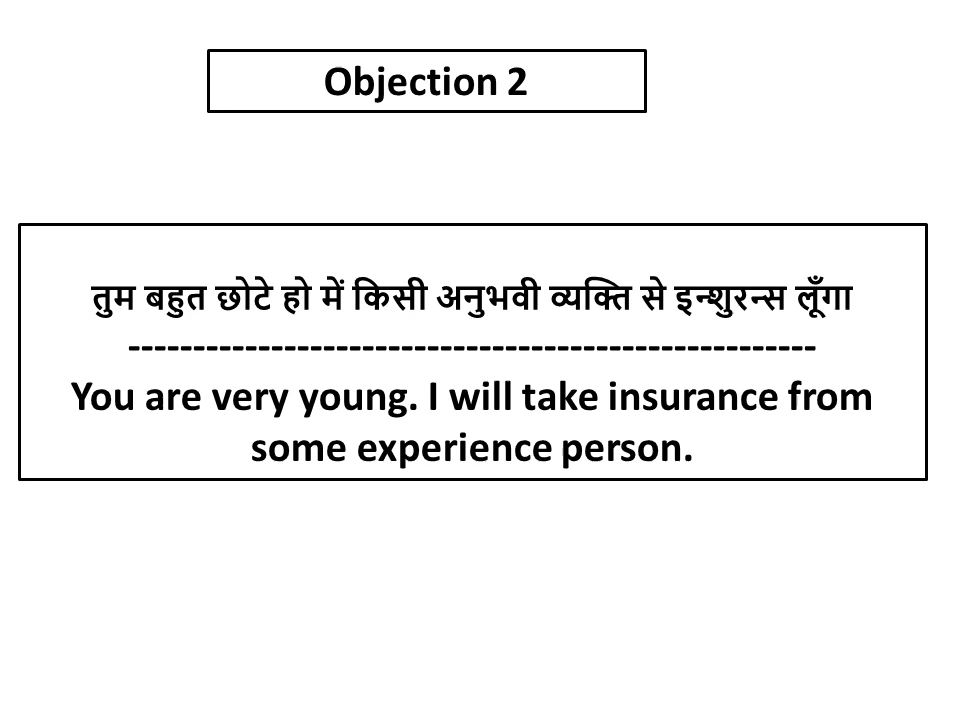 Objection 2
तुम बहुत छोटे हो में किसी अनुभवी व्यक्ति से इन्शुरन्स लूँगा
-----------------------------------------------------
You are very young. I will take insurance from
some experience person.